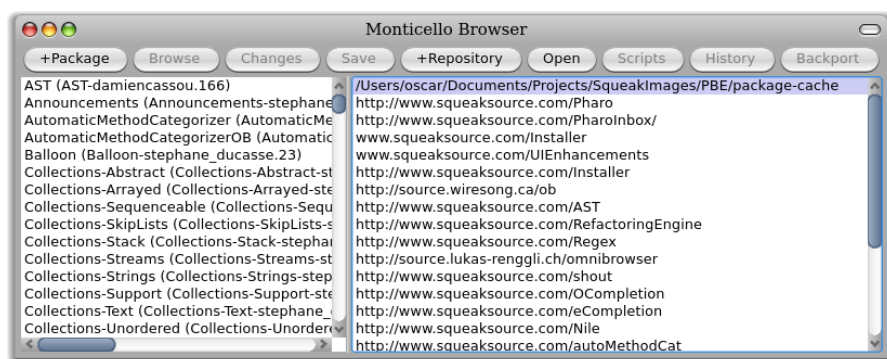 Monticello Browser
+Package Browse Changes Save +Repository Open Scripts History Backport
AST (AST-damiencassou.166)
Announcements (Announcements-stephane
AutomaticMethodCategorizer (AutomaticMe
AutomaticMethodCategorizerOB (Automatic
Balloon (Balloon-stephane_ducasse.23)
Collections-Abstract (Collections-Abstract-st
Collections-Arrayed (Collections-Arrayed-ste
Collections-Sequenceable (Collections-Sequ
Collections-SkipLists (Collections-SkipLists-s
Collections-Stack (Collections-Stack-stephan
Collections-Streams (Collections-Streams-st
Collections-Strings (Collections-Strings-step
Collections-Support (Collections-Support-ste
Collections-Text (Collections-Text-stephane_
Collections-Unordered (Collections-Unordere
/Users/oscar/Documents/Projects/SqueakImages/PBE/package-cache
http://www.squeaksource.com/Pharo
http://www.squeaksource.com/PharoInbox/
www.squeaksource.com/Installer
www.squeaksource.com/UIEnhancements
http://www.squeaksource.com/Installer
http://source.wiresong.ca/ob
http://www.squeaksource.com/AST
http://www.squeaksource.com/RefactoringEngine
http://www.squeaksource.com/Regex
http://source.lukas-renggli.ch/omnibrowser
http://www.squeaksource.com/shout
http://www.squeaksource.com/OCompletion
http://www.squeaksource.com/eCompletion
http://www.squeaksource.com/Nile
http://www.squeaksource.com/autoMethodCat